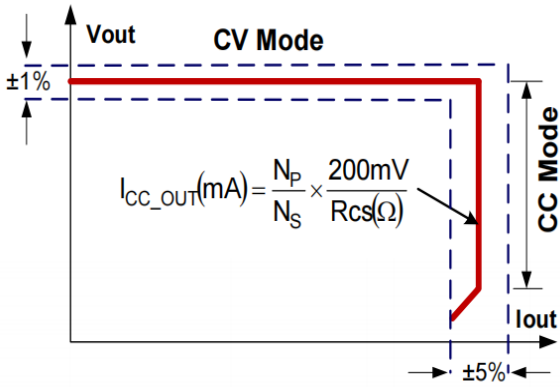 Vout
CV Mode
±1%
I_CC_OUT(mA) = N_P/N_S × 200mV/Rcs(Ω)
CC Mode
Iout
±5%